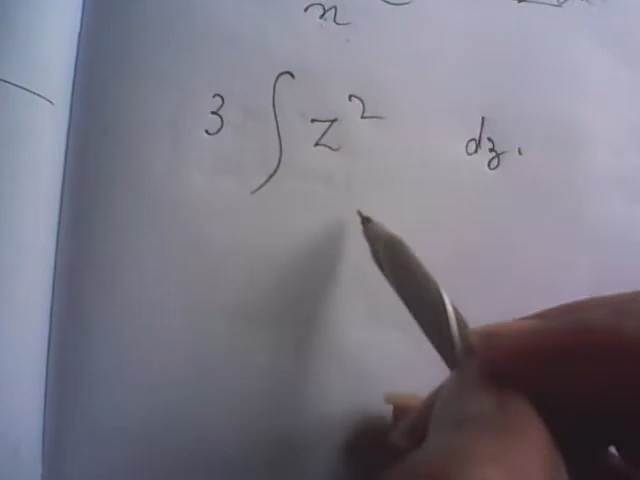 x
3 ∫ z² dz.